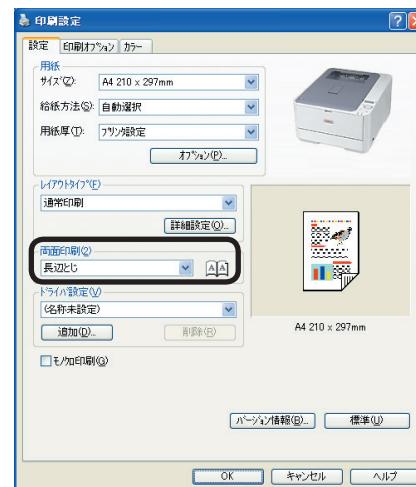 印刷設定
設定 印刷オプション カラー
用紙
サイズ(Z): A4 210 x 297mm
給紙方法(S): 自動選択
用紙厚(T): プリンタ設定
オプション(P)...
レイアウトタイプ(E)
通常印刷
詳細設定(O)...
両面印刷(2)
長辺とじ
A A
ドライバ設定(V)
(名称未設定)
追加(D)... 削除(R)
A4 210 x 297mm
モノクロ印刷(G)
バージョン情報(B)... 標準(U)
OK キャンセル ヘルプ